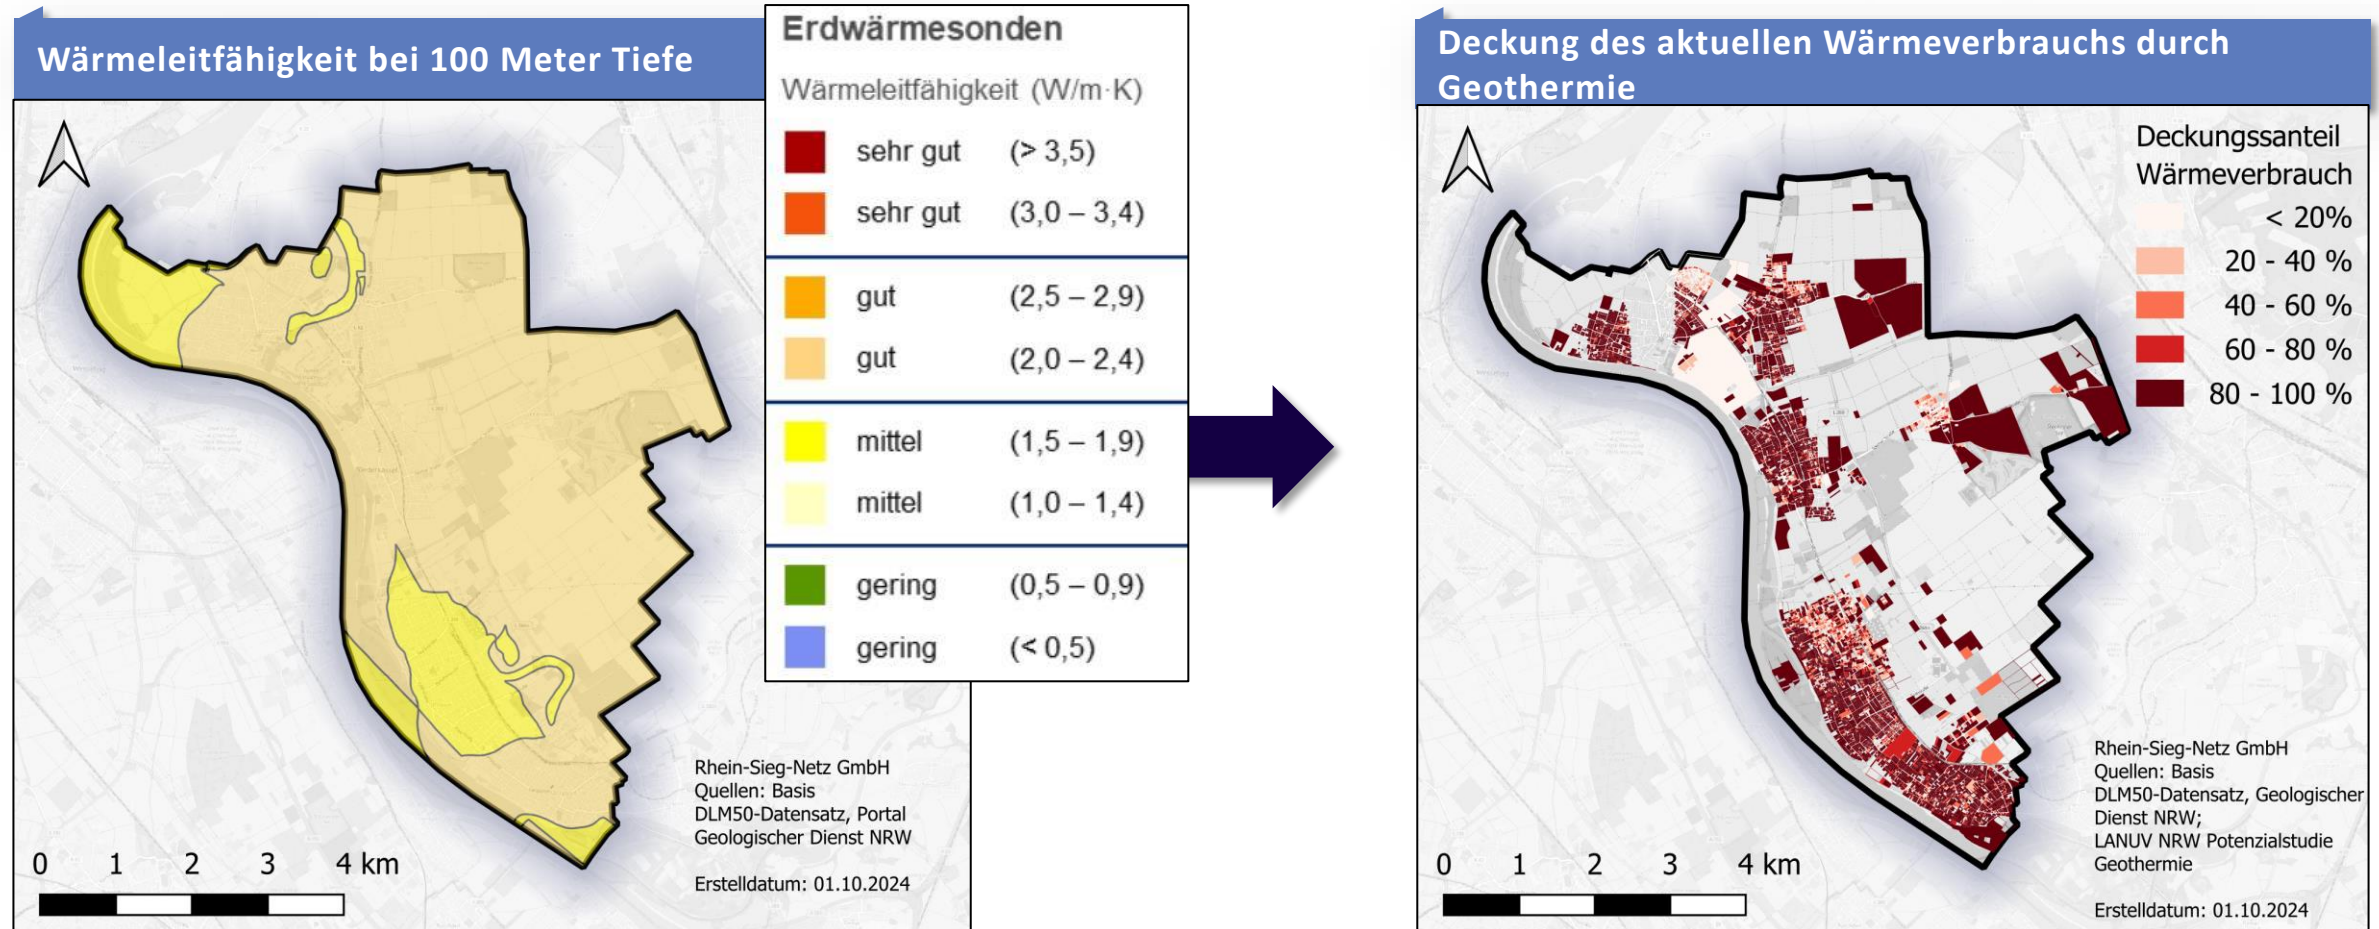 Wärmeleitfähigkeit bei 100 Meter Tiefe
Rhein-Sieg-Netz GmbH
Quellen: Basis
DLM50-Datensatz, Portal
Geologischer Dienst NRW
Erstelldatum: 01.10.2024
0 1 2 3 4 km
Erdwärmesonden
Wärmeleitfähigkeit (W/m·K)
sehr gut (> 3,5)
sehr gut (3,0 – 3,4)
gut (2,5 – 2,9)
gut (2,0 – 2,4)
mittel (1,5 – 1,9)
mittel (1,0 – 1,4)
gering (0,5 – 0,9)
gering (< 0,5)
Deckung des aktuellen Wärmeverbrauchs durch
Geothermie
Deckungssanteil
Wärmeverbrauch
< 20%
20 - 40 %
40 - 60 %
60 - 80 %
80 - 100 %
Rhein-Sieg-Netz GmbH
Quellen: Basis
DLM50-Datensatz, Geologischer
Dienst NRW;
LANUV NRW Potenzialstudie
Geothermie
Erstelldatum: 01.10.2024
0 1 2 3 4 km